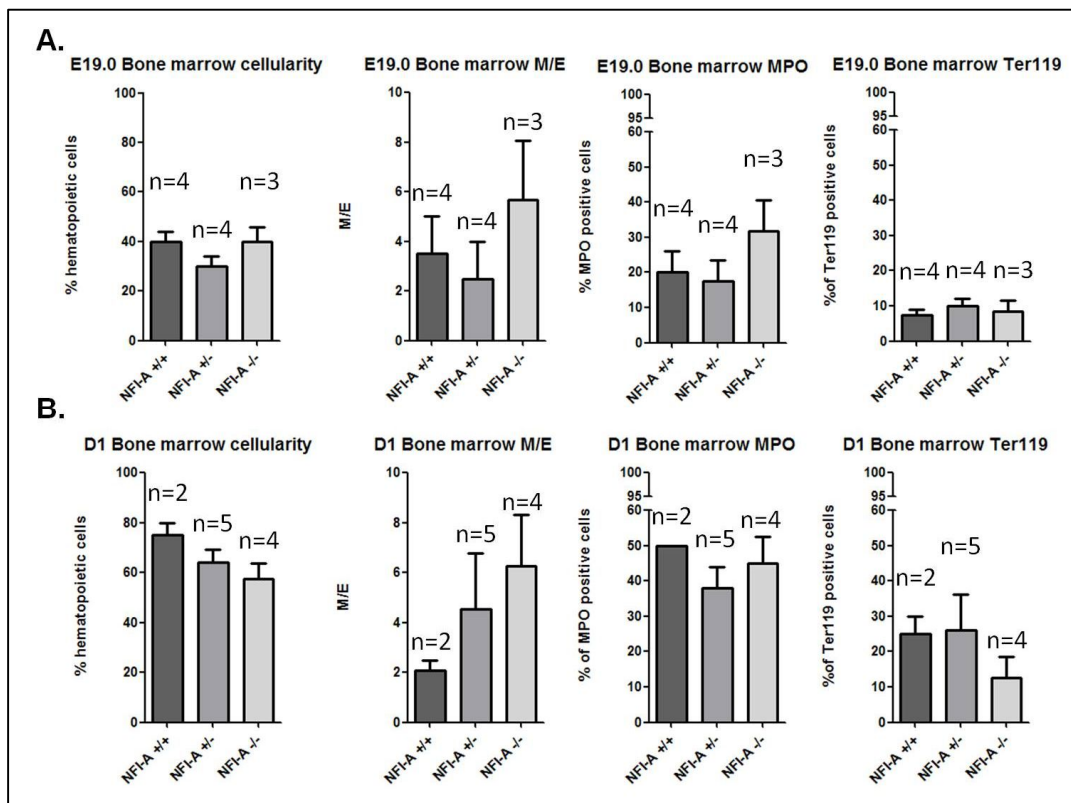 A.
E19.0 Bone marrow cellularity
% hematopoietic cells
100
80
60
40
20
0
n=4
n=4
n=3
NFI-A +/+
NFI-A +/-
NFI-A -/-
E19.0 Bone marrow M/E
M/E
10
8
6
4
2
0
n=4
n=4
n=3
NFI-A +/+
NFI-A +/-
NFI-A -/-
E19.0 Bone marrow MPO
% MPO positive cells
100
95
60
50
40
30
20
10
0
n=4
n=4
n=3
NFI-A +/+
NFI-A +/-
NFI-A -/-
E19.0 Bone marrow Ter119
%of Ter119 positive cells
100
95
60
50
40
30
20
10
0
n=4
n=4
n=3
NFI-A +/+
NFI-A +/-
NFI-A -/-
B.
D1 Bone marrow cellularity
% hematopoietic cells
100
80
60
40
20
0
n=2
n=5
n=4
NFI-A +/+
NFI-A +/-
NFI-A -/-
D1 Bone marrow M/E
M/E
10
8
6
4
2
0
n=2
n=5
n=4
NFI-A +/+
NFI-A +/-
NFI-A -/-
D1 Bone marrow MPO
% of MPO positive cells
100
95
60
50
40
30
20
10
0
n=2
n=5
n=4
NFI-A +/+
NFI-A +/-
NFI-A -/-
D1 Bone marrow Ter119
%of Ter119 positive cells
100
95
60
50
40
30
20
10
0
n=2
n=5
n=4
NFI-A +/+
NFI-A +/-
NFI-A -/-